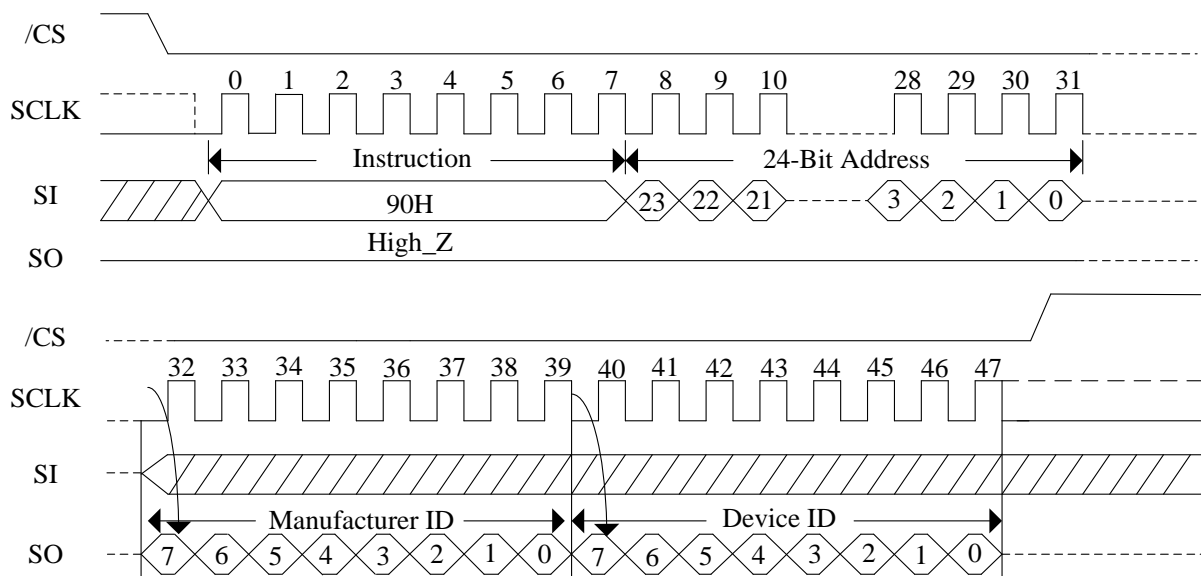 /CS
0 1 2 3 4 5 6 7 8 9 10 28 29 30 31
SCLK
Instruction 24-Bit Address
SI 90H 23 22 21 3 2 1 0
High_Z
SO
/CS
32 33 34 35 36 37 38 39 40 41 42 43 44 45 46 47
SCLK
SI
Manufacturer ID Device ID
SO 7 6 5 4 3 2 1 0 7 6 5 4 3 2 1 0